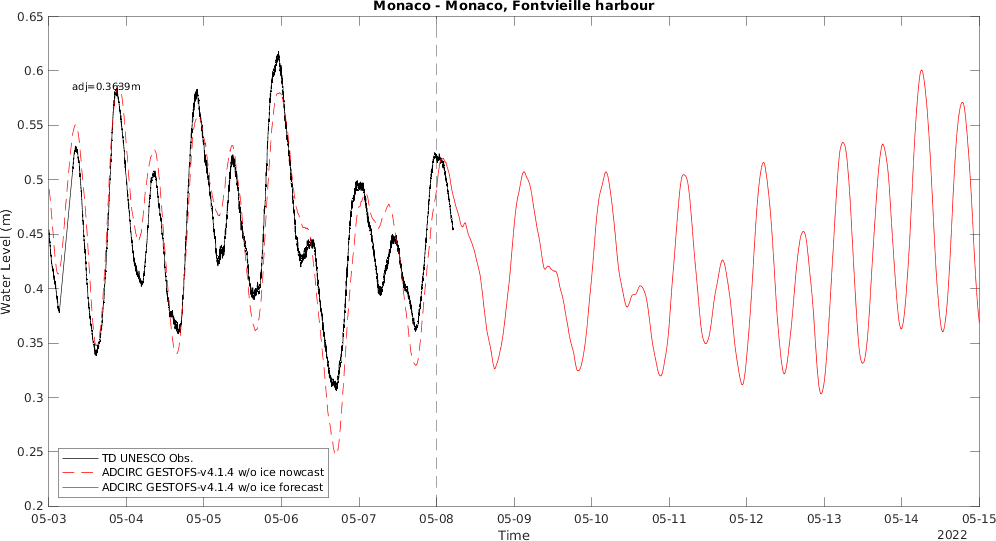 Monaco - Monaco, Fontvieille harbour
0.65
0.6
0.55
0.5
0.45
0.4
0.35
0.3
0.25
0.2
Water Level (m)
adj=0.3639m
TD UNESCO Obs.
ADCIRC GESTOFS-v4.1.4 w/o ice nowcast
ADCIRC GESTOFS-v4.1.4 w/o ice forecast
05-03 05-04 05-05 05-06 05-07 05-08 05-09 05-10 05-11 05-12 05-13 05-14 05-15
Time
2022